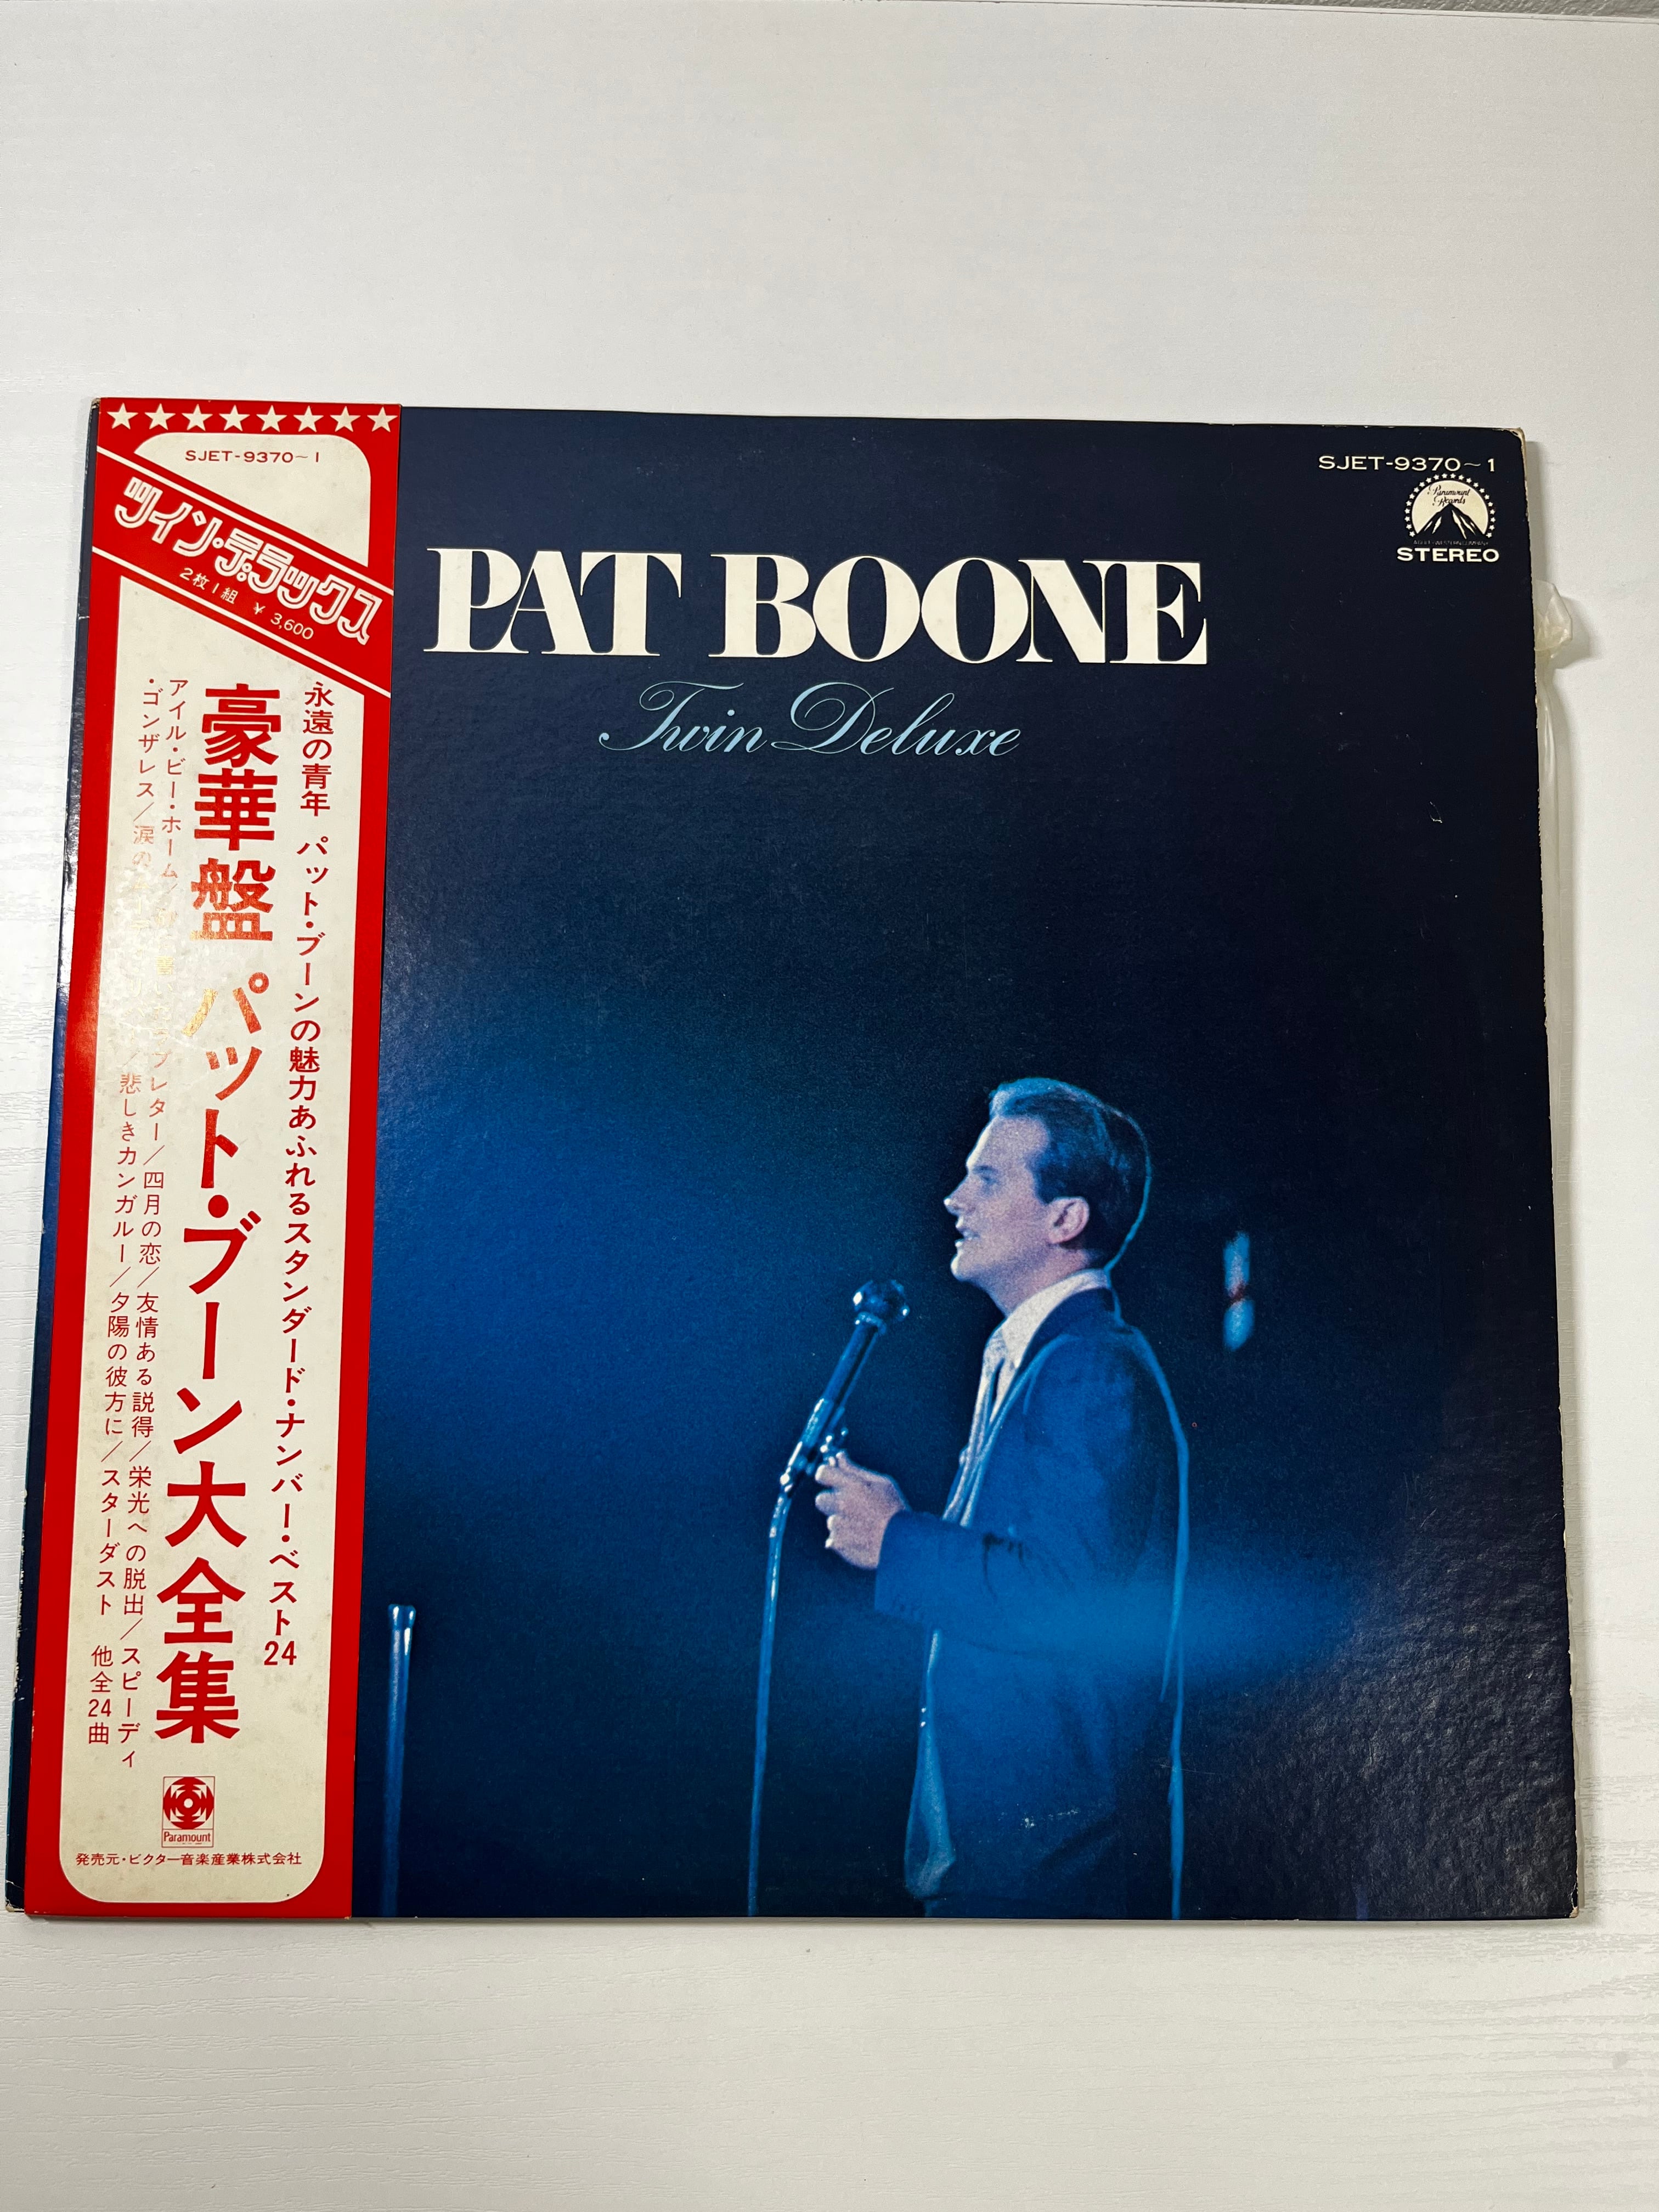 SJET-9370~1
ツイン・デラックス
2枚1組 ¥ 3,600
永遠の青年 パット・ブーンの魅力あふれるスタンダード・ナンバー・ベスト24
豪華盤 パット・ブーン大全集
アイル・ビー・ホーム/
ブレター/四月の恋/友情ある説得/栄光への脱出/スピーディ
・ゴンザレス/涙の
/悲しきカンガルー/夕陽の彼方に/スターダスト 他全24曲
Paramount
発売元・ビクター音楽産業株式会社
SJET-9370~1
Paramount
Records
STEREO
PAT BOONE
Twin Deluxe